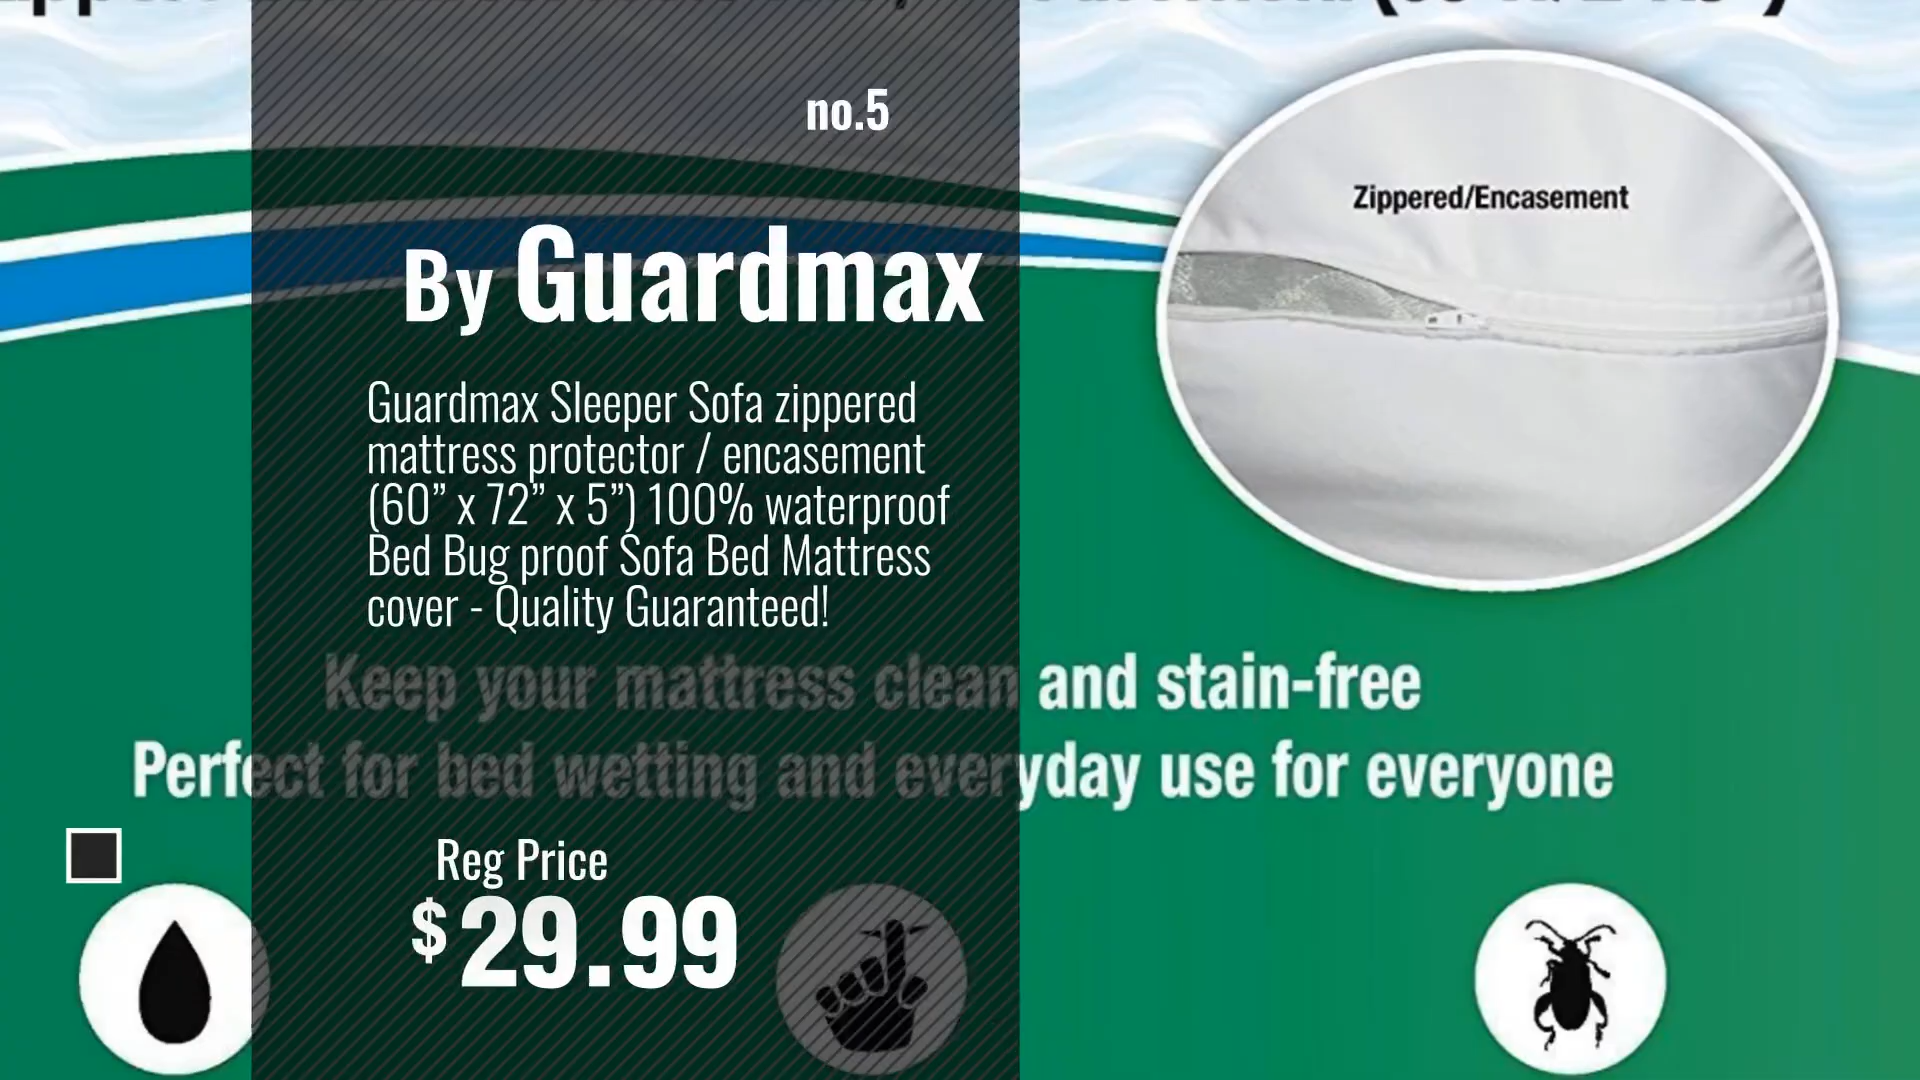 no.5
Zippered/Encasement
By Guardmax
Guardmax Sleeper Sofa zippered
mattress protector / encasement
(60” x 72” x 5”) 100% waterproof
Bed Bug proof Sofa Bed Mattress
cover - Quality Guaranteed!
Keep your mattress clean and stain-free
Perfect for bed wetting and everyday use for everyone
Reg Price
$29.99